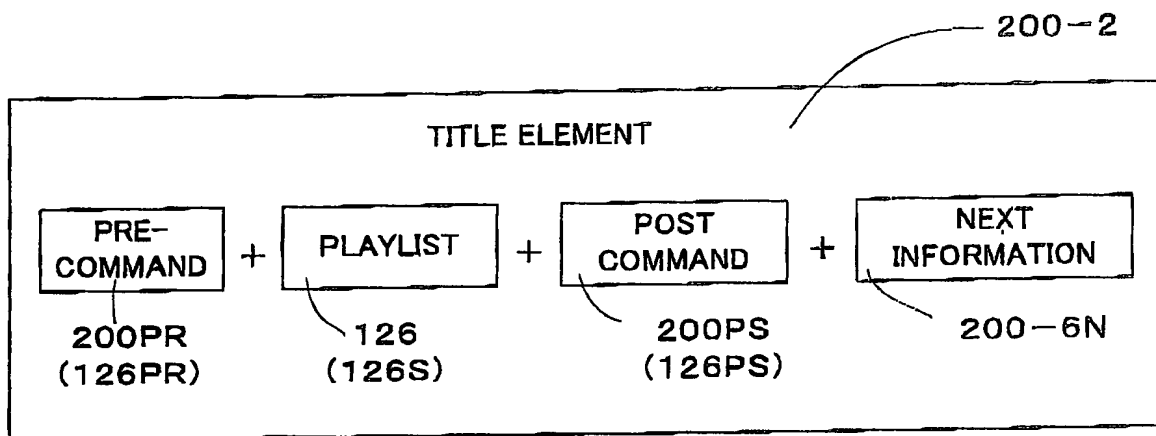 200-2
TITLE ELEMENT
PRE-
COMMAND
+
PLAYLIST
+
POST
COMMAND
+
NEXT
INFORMATION
200PR
(126PR)
126
(126S)
200PS
(126PS)
200-6N